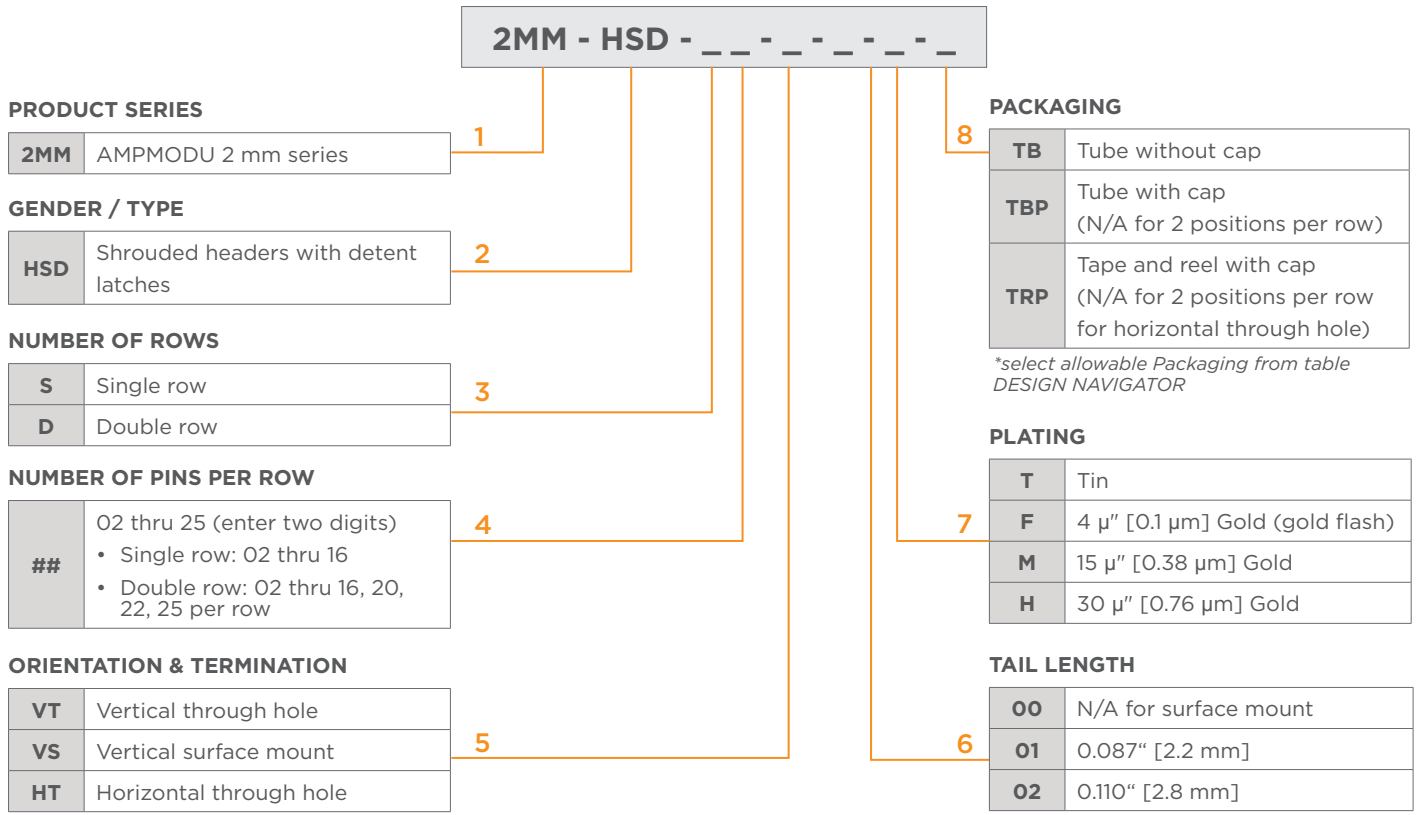 2MM - HSD - _ _ - _ - _ - _ - _
PRODUCT SERIES
2MM AMPMODU 2 mm series
1
GENDER / TYPE
HSD Shrouded headers with detent
latches
2
NUMBER OF ROWS
S Single row
D Double row
3
NUMBER OF PINS PER ROW
## 02 thru 25 (enter two digits)
• Single row: 02 thru 16
• Double row: 02 thru 16, 20,
22, 25 per row
4
ORIENTATION & TERMINATION
VT Vertical through hole
VS Vertical surface mount
HT Horizontal through hole
5
PACKAGING
8
TB Tube without cap
TBP Tube with cap
(N/A for 2 positions per row)
TRP Tape and reel with cap
(N/A for 2 positions per row
for horizontal through hole)
*select allowable Packaging from table
DESIGN NAVIGATOR
PLATING
7
T Tin
F 4 µ" [0.1 µm] Gold (gold flash)
M 15 µ" [0.38 µm] Gold
H 30 µ" [0.76 µm] Gold
TAIL LENGTH
6
00 N/A for surface mount
01 0.087“ [2.2 mm]
02 0.110“ [2.8 mm]